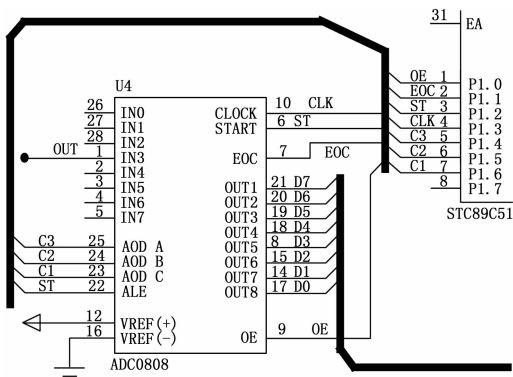 31 EA
U4
OE 1 P1.0
EOC 2 P1.1
ST 3 P1.2
CLK 4 P1.3
C3 5 P1.4
C2 6 P1.5
C1 7 P1.6
8 P1.7
STC89C51
26 IN0
27 IN1
28 IN2
OUT 1 IN3
2 IN4
3 IN5
4 IN6
5 IN7
C3 25 AOD A
C2 24 AOD B
C1 23 AOD C
ST 22 ALE
12 VREF(+)
16 VREF(-)
CLOCK 10 CLK
START 6 ST
EOC 7 EOC
OUT1 21 D7
OUT2 20 D6
OUT3 19 D5
OUT4 18 D4
OUT5 8 D3
OUT6 15 D2
OUT7 14 D1
OUT8 17 D0
OE 9 OE
ADC0808